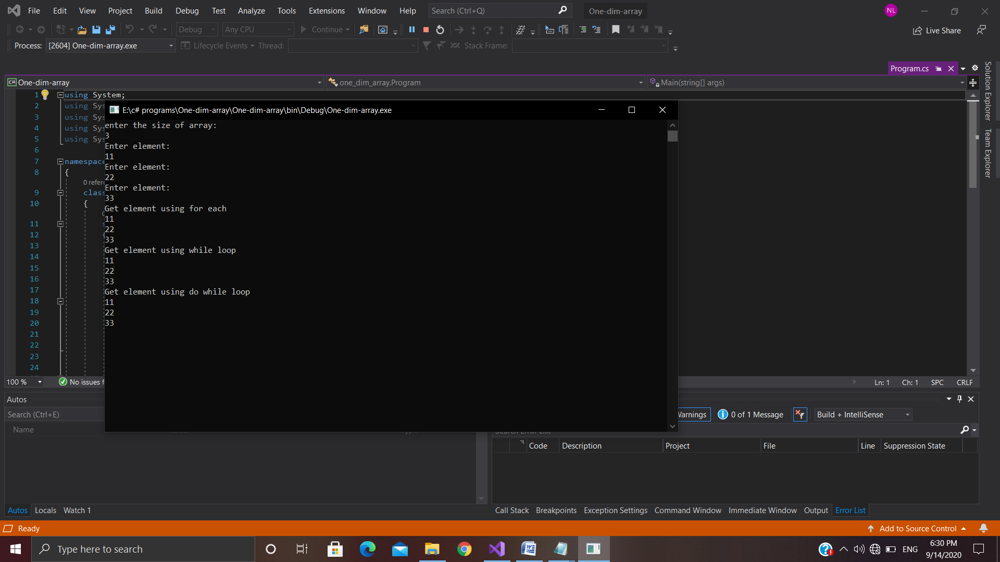 File Edit View Project Build Debug Test Analyze Tools Extensions Window Help Search (Ctrl+Q) One-dim-array NL
Debug Any CPU Continue Live Share
Process: [2604] One-dim-array.exe Lifecycle Events Thread: Stack Frame:
Program.cs
C# One-dim-array one_dim_array.Program Main(string[] args)
Solution Explorer
Team Explorer
1 using System;
2 using Sys
3 using Sys
4 using Sys
5 using Sys
6
7 namespace
8 {
0 refere
9 class
10 {
11
12
13
14
15
16
17
18
19
20
21
22
23
24
E:\c# programs\One-dim-array\One-dim-array\bin\Debug\One-dim-array.exe
enter the size of array:
3
Enter element:
11
Enter element:
22
Enter element:
33
Get element using for each
11
22
33
Get element using while loop
11
22
33
Get element using do while loop
11
22
33
100 % No issues Ln: 1 Ch: 1 SPC CRLF
Autos
Search (Ctrl+E)
Name
Warnings 0 of 1 Message Build + IntelliSense
Search Error List
Code Description Project File Line Suppression State
Autos Locals Watch 1
Call Stack Breakpoints Exception Settings Command Window Immediate Window Output Error List
Ready Add to Source Control
Type here to search
ENG 6:30 PM
9/14/2020